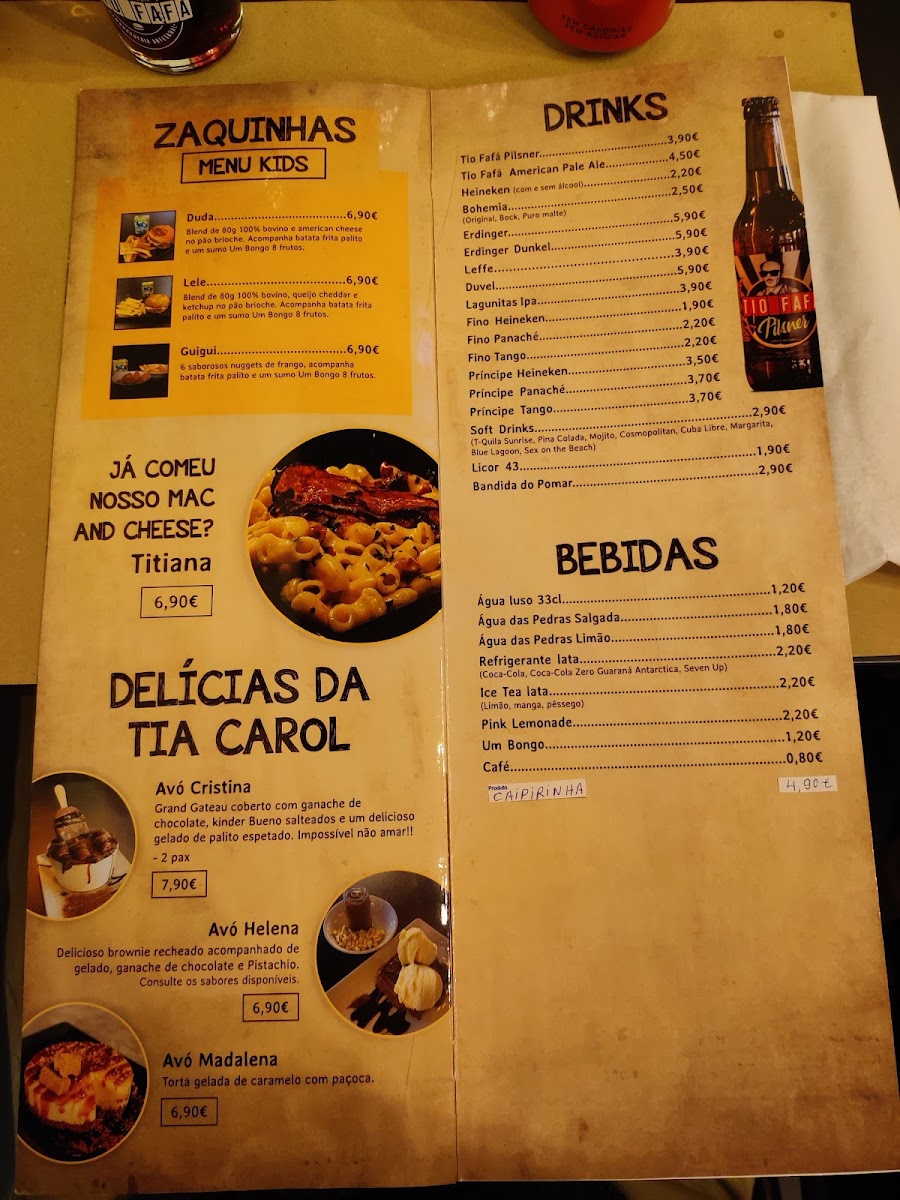 TIO FAFÁ
HAMBURGUERIA ARTESANAL
SEM CALORIAS
SEM AÇÚCAR
ZAQUINHAS
MENU KIDS
Duda.................................6,90€
Blend de 80g 100% bovino e american cheese
no pão brioche. Acompanha batata frita palito
e um sumo Um Bongo 8 frutos.
Lele..................................6,90€
Blend de 80g 100% bovino, queijo cheddar e
ketchup no pão brioche. Acompanha batata frita
palito e um sumo Um Bongo 8 frutos.
Guigui................................6,90€
6 saborosos nuggets de frango, acompanha
batata frita palito e um sumo Um Bongo 8 frutos.
JÁ COMEU
NOSSO MAC
AND CHEESE?
Titiana
6,90€
DELÍCIAS DA
TIA CAROL
Avó Cristina
Grand Gateau coberto com ganache de
chocolate, kinder Bueno salteados e um delicioso
gelado de palito espetado. Impossível não amar!!
- 2 pax
7,90€
Avó Helena
Delicioso brownie recheado acompanhado de
gelado, ganache de chocolate e Pistachio.
Consulte os sabores disponíveis.
6,90€
Avó Madalena
Torta gelada de caramelo com paçoca.
6,90€
DRINKS
Tio Fafá Pilsner................................3,90€
Tio Fafá American Pale Ale................4,50€
Heineken (com e sem álcool)......................2,20€
Bohemia.........................................2,50€
(Original, Bock, Puro malte)
Erdinger..........................................5,90€
Erdinger Dunkel...............................5,90€
Leffe..............................................3,90€
Duvel..............................................5,90€
Lagunitas Ipa...................................3,90€
Fino Heineken..................................1,90€
Fino Panaché...................................2,20€
Fino Tango......................................2,20€
Príncipe Heineken.............................3,50€
Príncipe Panaché..............................3,70€
Príncipe Tango.................................3,70€
Soft Drinks.......................................................2,90€
(T-Quila Sunrise, Pina Colada, Mojito, Cosmopolitan, Cuba Libre, Margarita,
Blue Lagoon, Sex on the Beach)
Licor 43............................................................1,90€
Bandida do Pomar.............................................2,90€
TIO FAF
Pilsner
BEBIDAS
Água luso 33cl....................................................1,20€
Água das Pedras Salgada.....................................1,80€
Água das Pedras Limão.......................................1,80€
Refrigerante lata.................................................2,20€
(Coca-Cola, Coca-Cola Zero Guaraná Antarctica, Seven Up)
Ice Tea lata........................................................2,20€
(Limão, manga, pêssego)
Pink Lemonade...................................................2,20€
Um Bongo..........................................................1,20€
Café..................................................................0,80€
Produto
CAIPIRINHA 4,90€